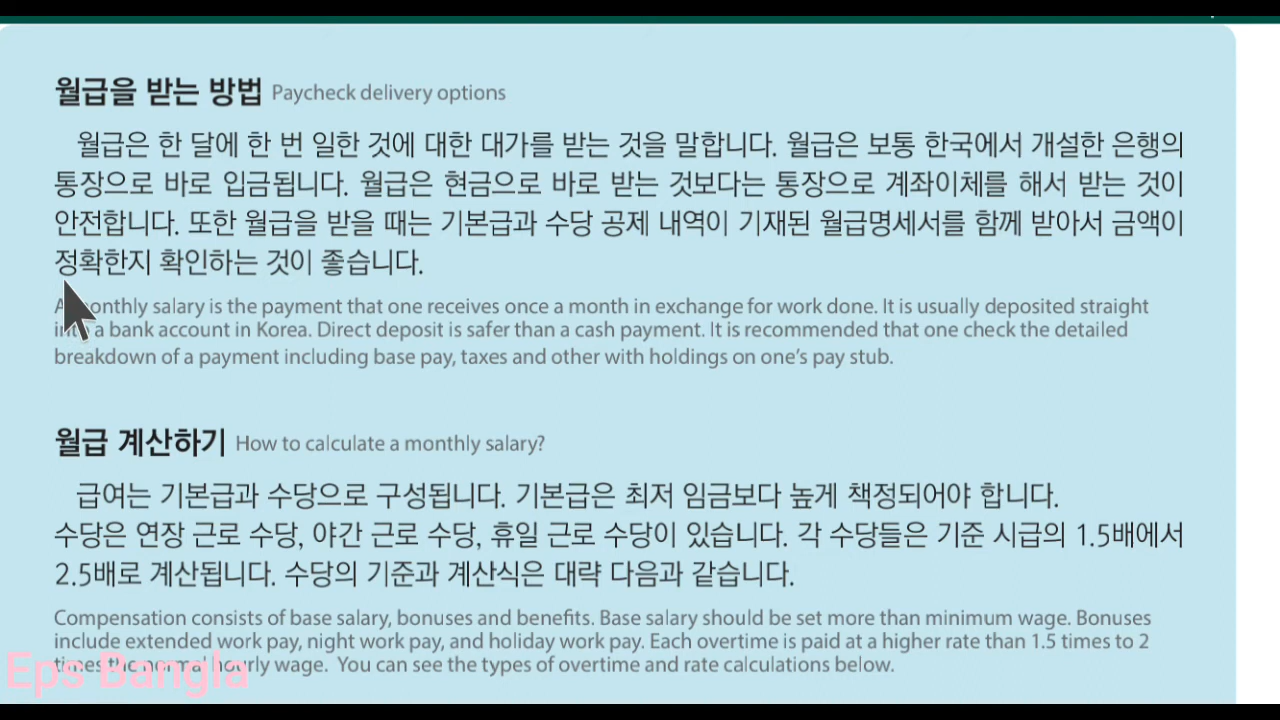 월급을 받는 방법 Paycheck delivery options
월급은 한 달에 한 번 일한 것에 대한 대가를 받는 것을 말합니다. 월급은 보통 한국에서 개설한 은행의
통장으로 바로 입금됩니다. 월급은 현금으로 바로 받는 것보다는 통장으로 계좌이체를 해서 받는 것이
안전합니다. 또한 월급을 받을 때는 기본급과 수당 공제 내역이 기재된 월급명세서를 함께 받아서 금액이
정확한지 확인하는 것이 좋습니다.
A monthly salary is the payment that one receives once a month in exchange for work done. It is usually deposited straight
into a bank account in Korea. Direct deposit is safer than a cash payment. It is recommended that one check the detailed
breakdown of a payment including base pay, taxes and other with holdings on one's pay stub.
월급 계산하기 How to calculate a monthly salary?
급여는 기본급과 수당으로 구성됩니다. 기본급은 최저 임금보다 높게 책정되어야 합니다.
수당은 연장 근로 수당, 야간 근로 수당, 휴일 근로 수당이 있습니다. 각 수당들은 기준 시급의 1.5배에서
2.5배로 계산됩니다. 수당의 기준과 계산식은 대략 다음과 같습니다.
Compensation consists of base salary, bonuses and benefits. Base salary should be set more than minimum wage. Bonuses
include extended work pay, night work pay, and holiday work pay. Each overtime is paid at a higher rate than 1.5 times to 2
times the normal hourly wage. You can see the types of overtime and rate calculations below.
Eps Bangla